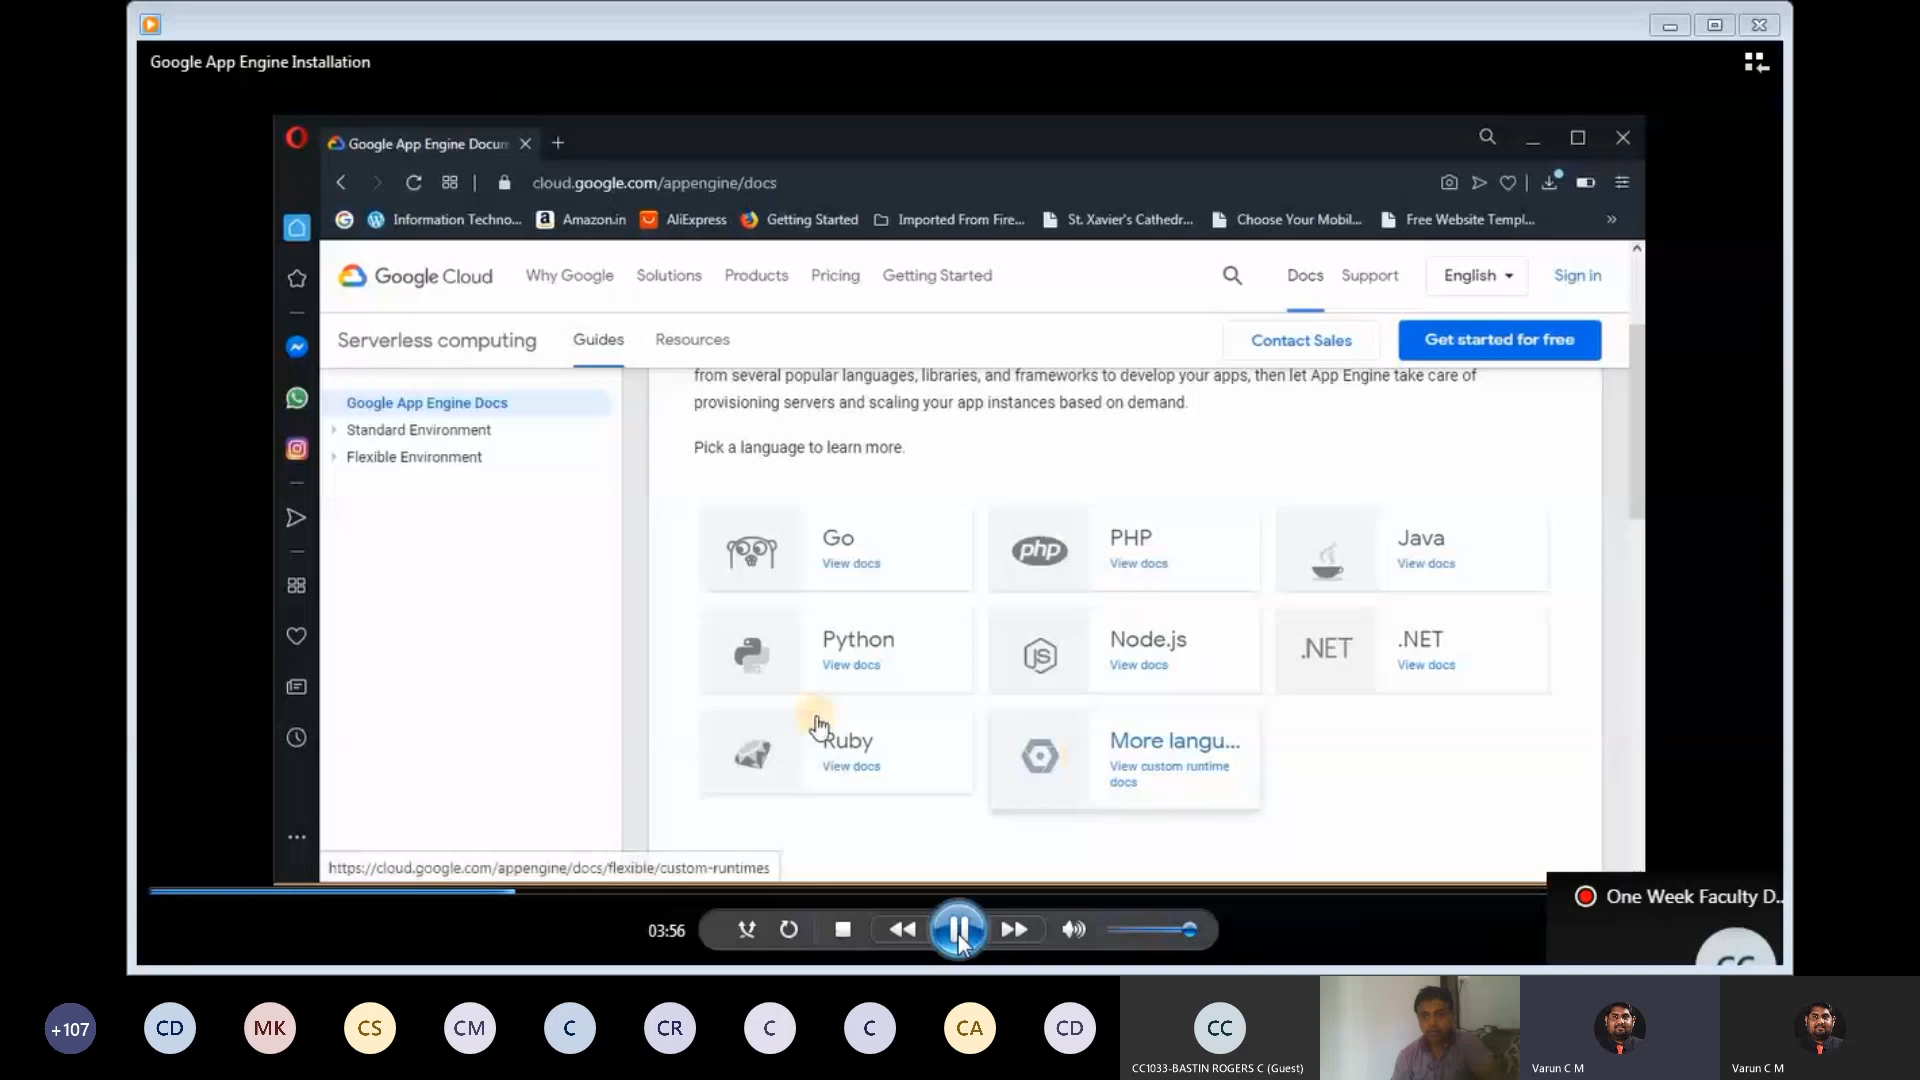 Google App Engine Installation
Google App Engine Docum
cloud.google.com/appengine/docs
Information Techno...
Amazon.in
AliExpress
Getting Started
Imported From Fire...
St. Xavier's Cathedr...
Choose Your Mobil...
Free Website Templ...
Google Cloud
Why Google
Solutions
Products
Pricing
Getting Started
Docs
Support
English
Sign in
Serverless computing
Guides
Resources
Contact Sales
Get started for free
Google App Engine Docs
Standard Environment
Flexible Environment
from several popular languages, libraries, and frameworks to develop your apps, then let App Engine take care of
provisioning servers and scaling your app instances based on demand.
Pick a language to learn more.
Go
View docs
php
PHP
View docs
Java
View docs
Python
View docs
JS
Node.js
View docs
.NET
.NET
View docs
Ruby
View docs
More langu...
View custom runtime
docs
https://cloud.google.com/appengine/docs/flexible/custom-runtimes
03:56
One Week Faculty D..
CC
+107
CD
MK
CS
CM
C
CR
C
C
CA
CD
CC
CC1033-BASTIN ROGERS C (Guest)
Varun C M
Varun C M